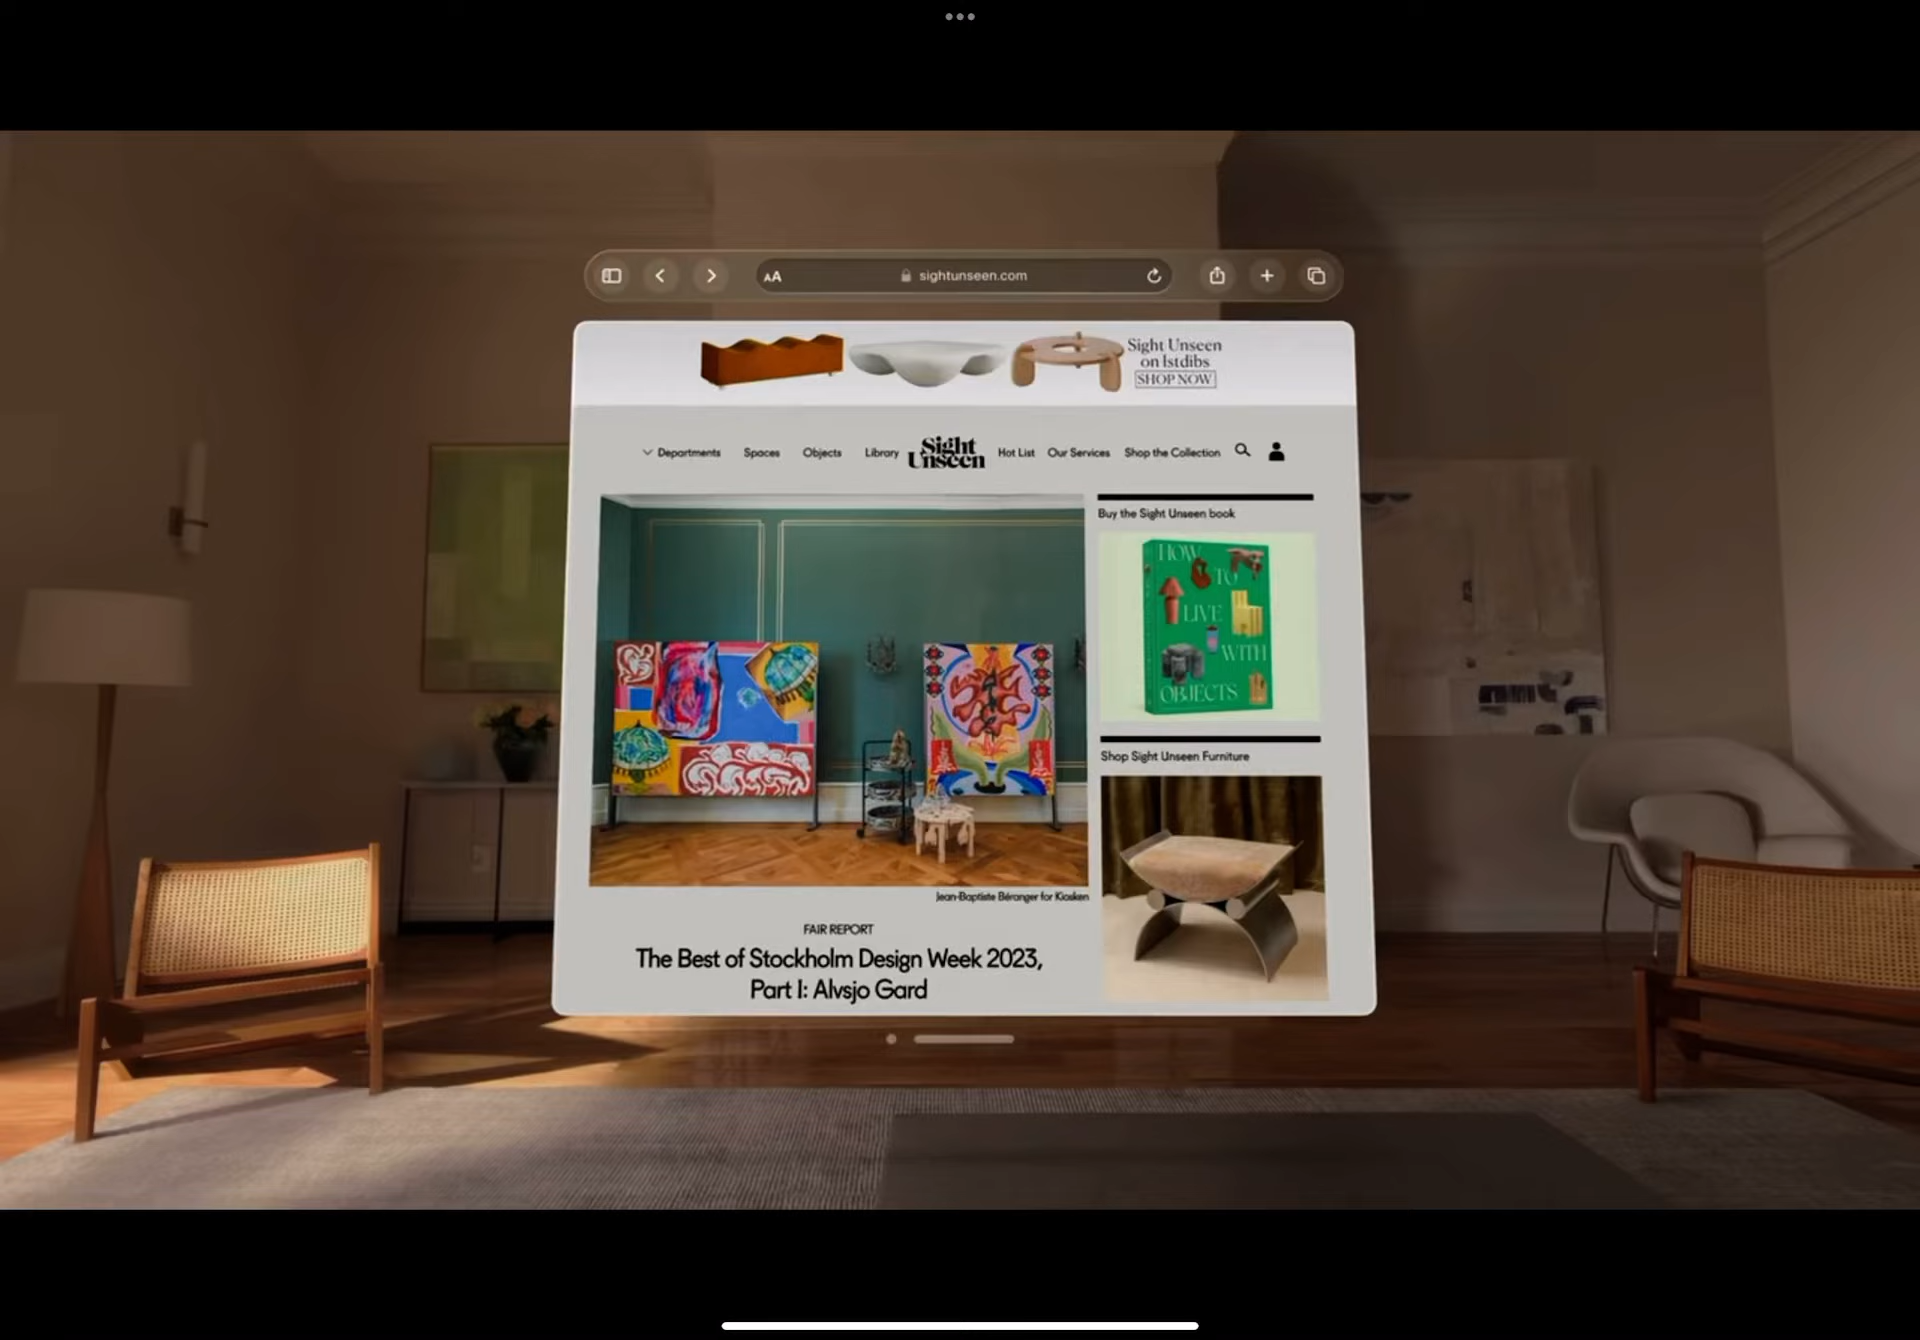 AA
sightunseen.com
Sight Unseen
on 1stdibs
SHOP NOW
Departments
Spaces
Objects
Library
Sight
Unseen
Hot List
Our Services
Shop the Collection
Buy the Sight Unseen book
HOW
TO
LIVE
WITH
OBJECTS
Shop Sight Unseen Furniture
Jean-Baptiste Béranger for Kiosken
FAIR REPORT
The Best of Stockholm Design Week 2023,
Part I: Alvsjo Gard